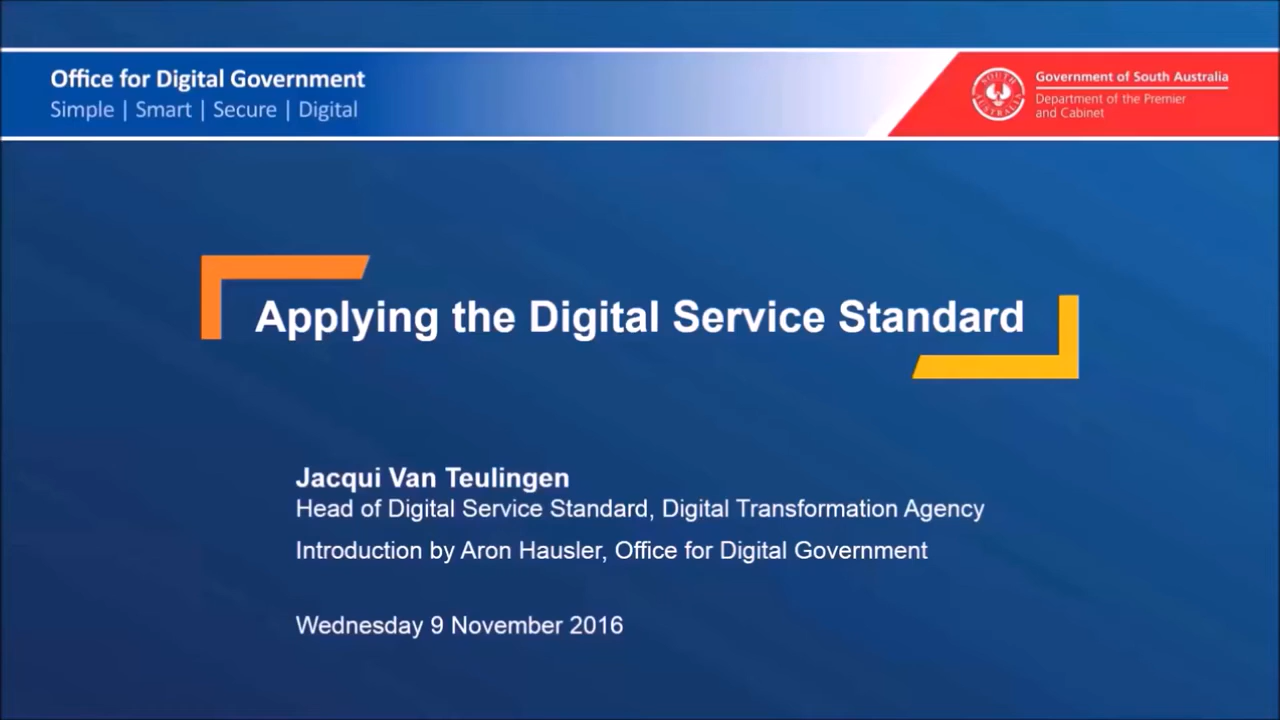 Office for Digital Government
Simple | Smart | Secure | Digital
SOUTH AUSTRALIA
Government of South Australia
Department of the Premier
and Cabinet
Applying the Digital Service Standard
Jacqui Van Teulingen
Head of Digital Service Standard, Digital Transformation Agency
Introduction by Aron Hausler, Office for Digital Government
Wednesday 9 November 2016